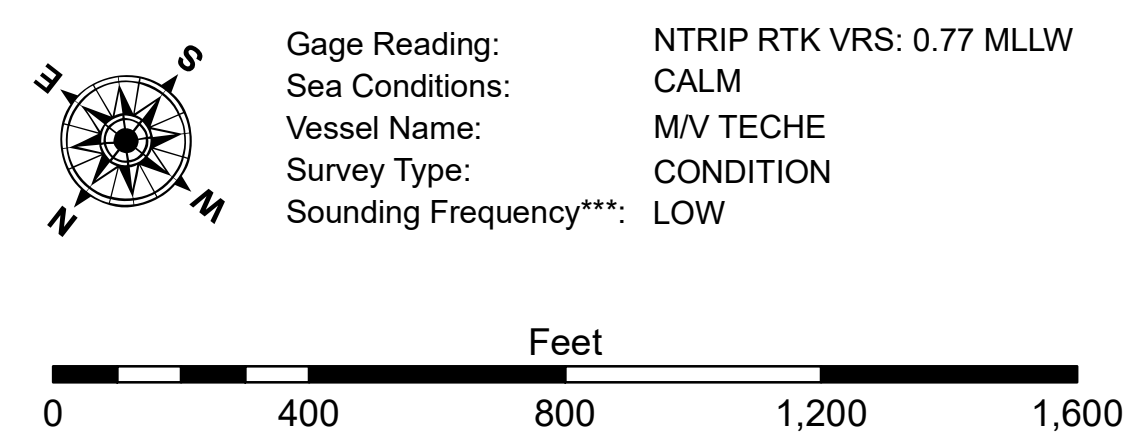 S
E
W
N
Gage Reading: NTRIP RTK VRS: 0.77 MLLW
Sea Conditions: CALM
Vessel Name: M/V TECHE
Survey Type: CONDITION
Sounding Frequency***: LOW
Feet
0 400 800 1,200 1,600